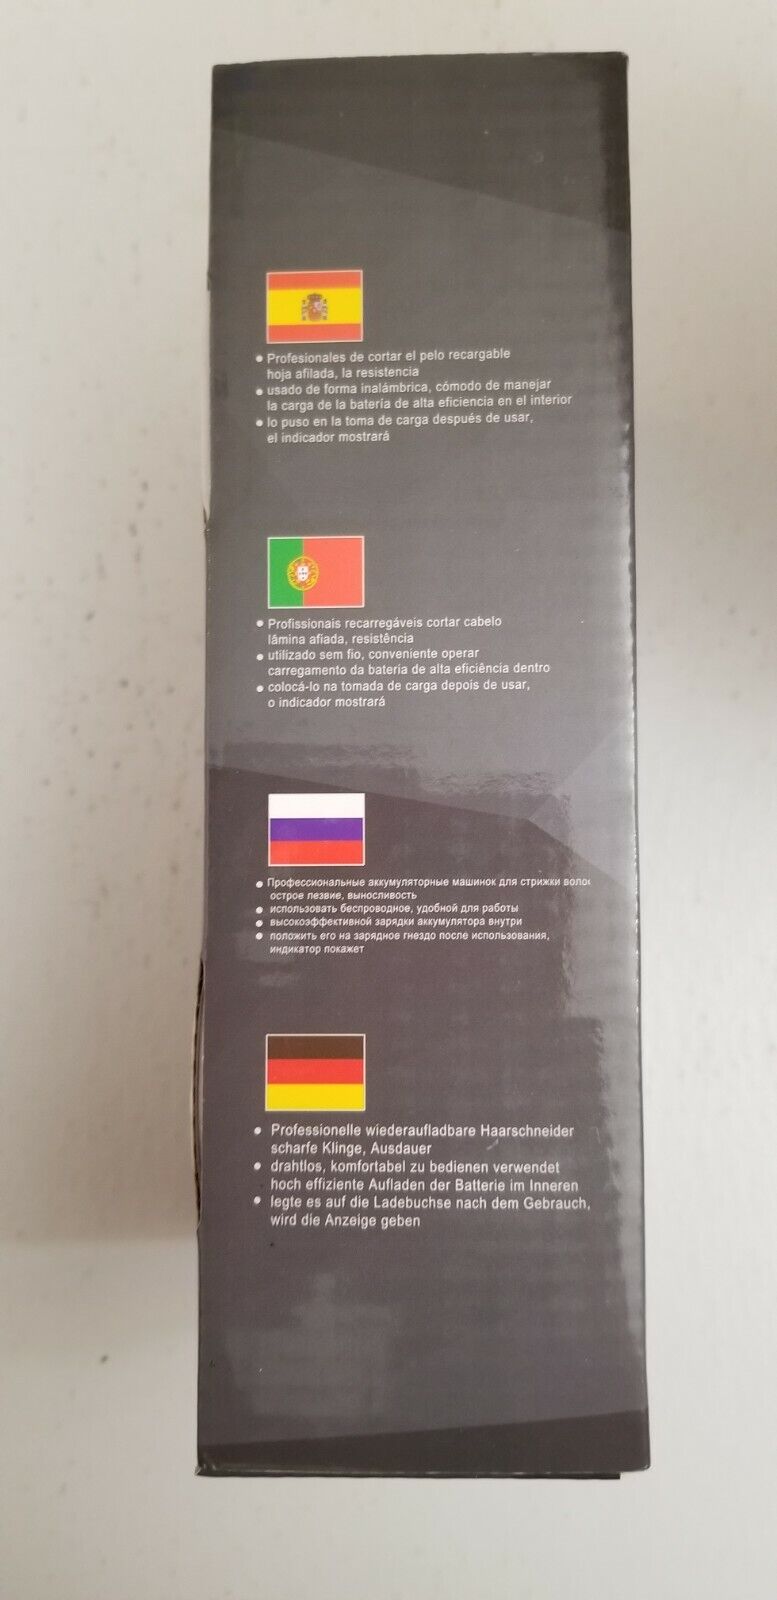 • Profesionales de cortar el pelo recargable
hoja afilada, la resistencia
• usado de forma inalámbrica, cómodo de manejar
la carga de la batería de alta eficiencia en el interior
• lo puso en la toma de carga después de usar,
el indicador mostrará
• Profissionais recarregáveis cortar cabelo
lâmina afiada, resistência
• utilizado sem fio, conveniente operar
carregamento da bateria de alta eficiência dentro
• colocá-lo na tomada de carga depois de usar,
o indicador mostrará
• Профессиональные аккумуляторные машинок для стрижки воло
острое лезвие, выносливость
• использовать беспроводное, удобной для работы
• высокоэффективной зарядки аккумулятора внутри
• положить его на зарядное гнездо после использования,
индикатор покажет
• Professionelle wiederaufladbare Haarschneider
scharfe Klinge, Ausdauer
• drahtlos, komfortabel zu bedienen verwendet
hoch effiziente Aufladen der Batterie im Inneren
• legte es auf die Ladebuchse nach dem Gebrauch,
wird die Anzeige geben